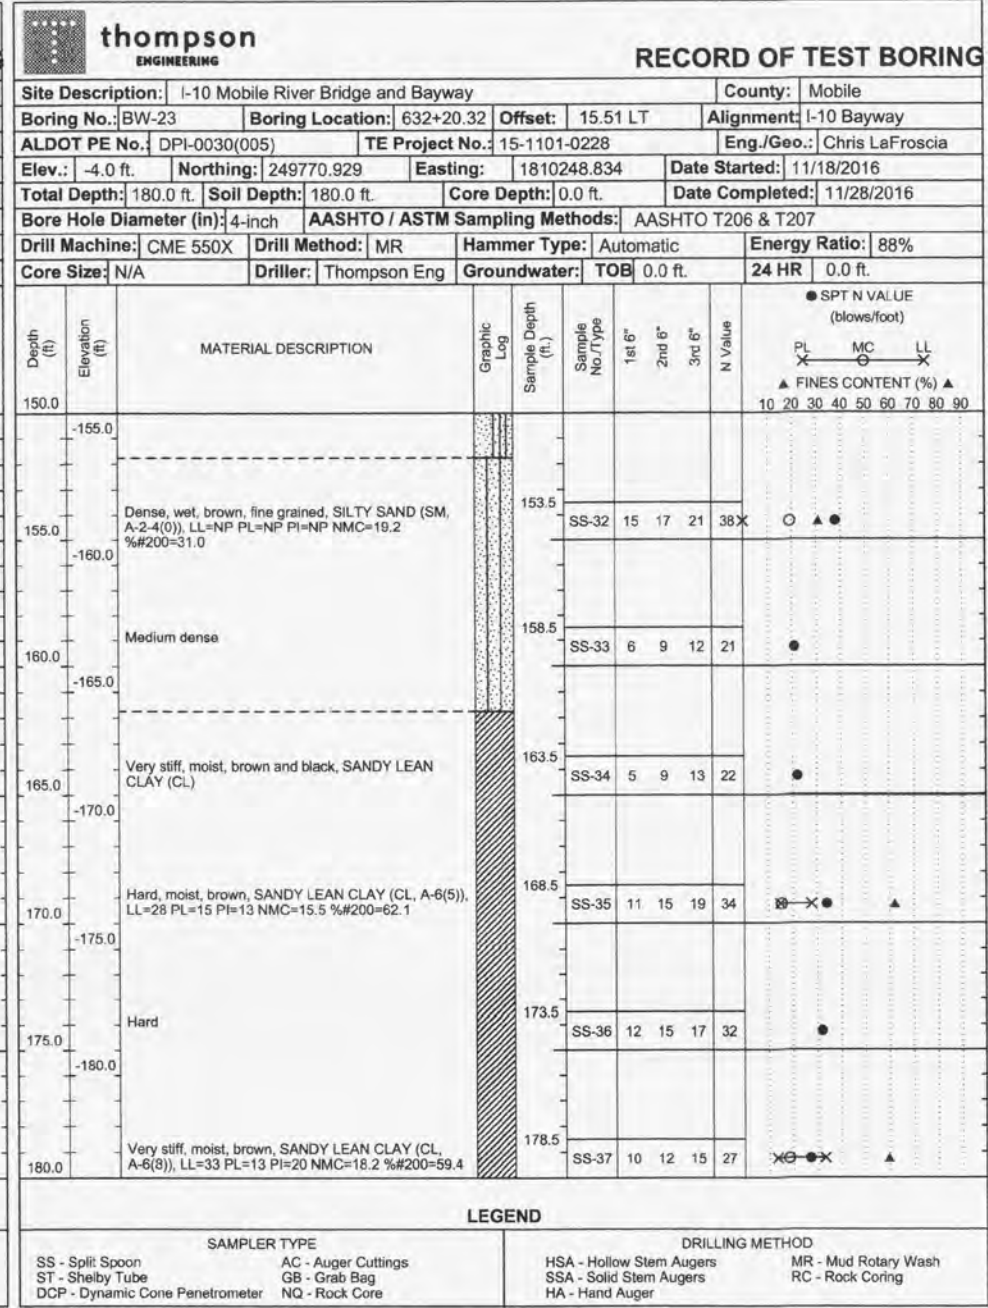 thompson
ENGINEERING
RECORD OF TEST BORING
Site Description: I-10 Mobile River Bridge and Bayway County: Mobile
Boring No.: BW-23 Boring Location: 632+20.32 Offset: 15.51 LT Alignment: I-10 Bayway
ALDOT PE No.: DPI-0030(005) TE Project No.: 15-1101-0228 Eng./Geo.: Chris LaFroscia
Elev.: -4.0 ft. Northing: 249770.929 Easting: 1810248.834 Date Started: 11/18/2016
Total Depth: 180.0 ft. Soil Depth: 180.0 ft. Core Depth: 0.0 ft. Date Completed: 11/28/2016
Bore Hole Diameter (in): 4-inch AASHTO / ASTM Sampling Methods: AASHTO T206 & T207
Drill Machine: CME 550X Drill Method: MR Hammer Type: Automatic Energy Ratio: 88%
Core Size: N/A Driller: Thompson Eng Groundwater: TOB 0.0 ft. 24 HR 0.0 ft.
Depth (ft) Elevation (ft) MATERIAL DESCRIPTION Graphic Log Sample Depth (ft.) Sample No./Type 1st 6" 2nd 6" 3rd 6" N Value
● SPT N VALUE
(blows/foot)
PL MC LL
▲ FINES CONTENT (%) ▲
10 20 30 40 50 60 70 80 90
150.0
-155.0
153.5
Dense, wet, brown, fine grained, SILTY SAND (SM,
A-2-4(0)), LL=NP PL=NP PI=NP NMC=19.2
%#200=31.0
SS-32 15 17 21 38
155.0
-160.0
158.5
Medium dense
SS-33 6 9 12 21
160.0
-165.0
163.5
Very stiff, moist, brown and black, SANDY LEAN
CLAY (CL)
SS-34 5 9 13 22
165.0
-170.0
168.5
Hard, moist, brown, SANDY LEAN CLAY (CL, A-6(5)),
LL=28 PL=15 PI=13 NMC=15.5 %#200=62.1
SS-35 11 15 19 34
170.0
-175.0
173.5
Hard
SS-36 12 15 17 32
175.0
-180.0
178.5
Very stiff, moist, brown, SANDY LEAN CLAY (CL,
A-6(8)), LL=33 PL=13 PI=20 NMC=18.2 %#200=59.4
SS-37 10 12 15 27
180.0
LEGEND
SAMPLER TYPE
SS - Split Spoon AC - Auger Cuttings
ST - Shelby Tube GB - Grab Bag
DCP - Dynamic Cone Penetrometer NQ - Rock Core
DRILLING METHOD
HSA - Hollow Stem Augers MR - Mud Rotary Wash
SSA - Solid Stem Augers RC - Rock Coring
HA - Hand Auger